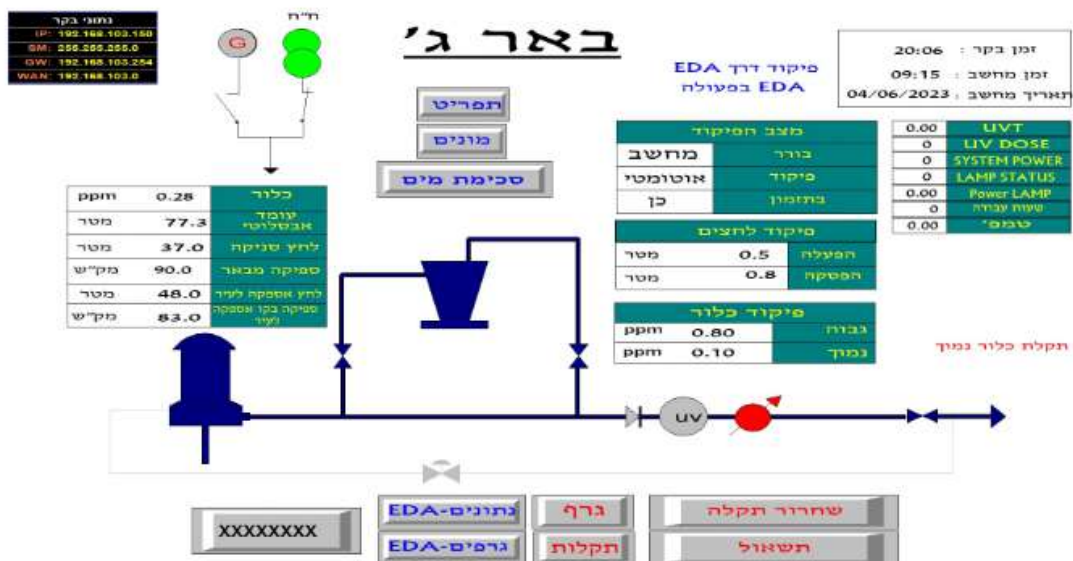 באר ג'
נתוני בקר
IP: 192.168.103.150
SM: 255.255.255.0
GW: 192.168.103.254
WAN: 192.168.103.0
G
ח"ח
פיקוד דרך EDA
EDA בפעולה
זמן בקר : 20:06
זמן מחשב : 09:15
תאריך מחשב : 04/06/2023
תפריט
מונים
סכימת מים
כלור 0.28 ppm
עומד אבסלוטי 77.3 מטר
לחץ סניקה 37.0 מטר
ספיקה מבאר 90.0 מק"ש
לחץ אספקה לעיר 48.0 מטר
ספיקה בקו אספקה לעיר 83.0 מק"ש
מצב הפיקוד
בורר מחשב
פיקוד אוטומטי
בתזמון כן
פיקוד לחצים
הפעלה 0.5 מטר
הפסקה 0.8 מטר
פיקוד כלור
גבוה 0.80 ppm
נמוך 0.10 ppm
UVT 0.00
UV DOSE 0
SYSTEM POWER 0
LAMP STATUS 0
Power LAMP 0.00
שעות עבודה 0
טמפ' 0.00
תקלת כלור נמוך
uv
XXXXXXXX
נתונים-EDA
גרף
שחרור תקלה
גרפים-EDA
תקלות
תשאול